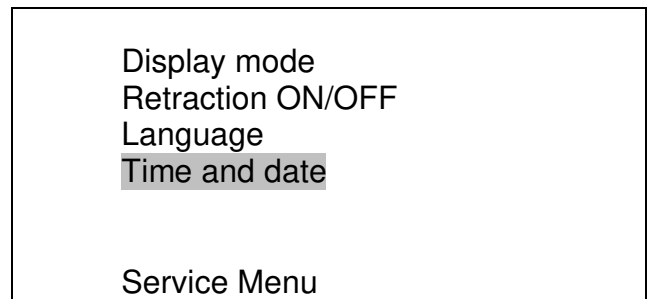 Display mode
Retraction ON/OFF
Language
Time and date
Service Menu